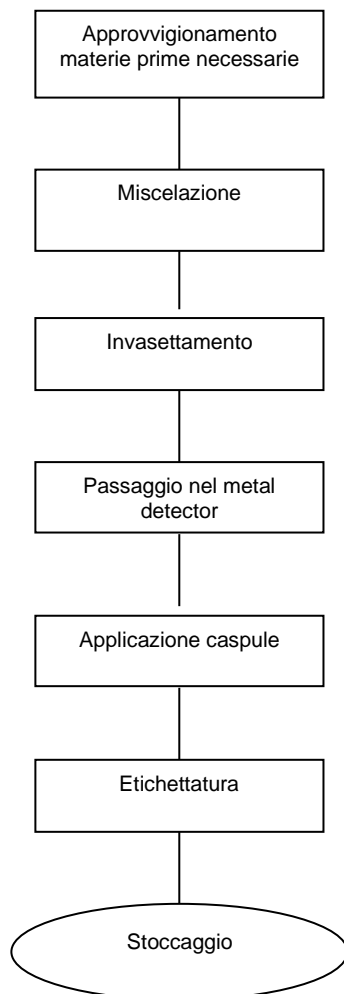 Approvvigionamento
materie prime necessarie
Miscelazione
Invasettamento
Passaggio nel metal
detector
Applicazione caspule
Etichettatura
Stoccaggio